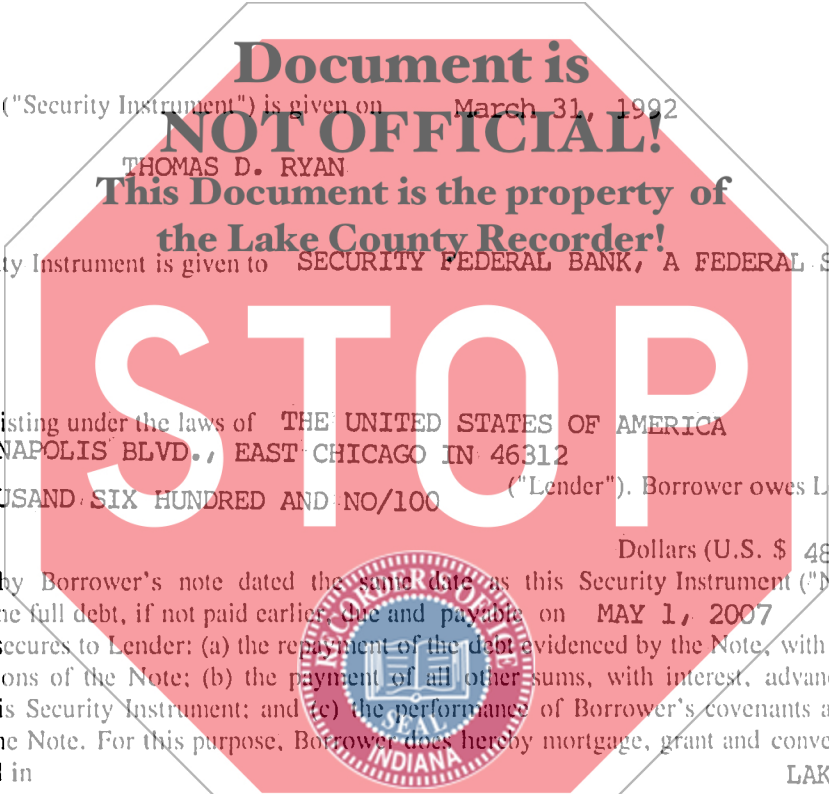 Document is
("Security Instrument") is given on March 31, 1992
NOT OFFICIAL!
THOMAS D. RYAN
This Document is the property of
the Lake County Recorder!
ty Instrument is given to SECURITY FEDERAL BANK, A FEDERAL S
STOP
isting under the laws of THE UNITED STATES OF AMERICA
NAPOLIS BLVD., EAST CHICAGO IN 46312
("Lender"). Borrower owes L
USAND SIX HUNDRED AND NO/100
Dollars (U.S. $ 48
by Borrower's note dated the same date as this Security Instrument ("N
he full debt, if not paid earlier, due and payable on MAY 1, 2007
secures to Lender: (a) the repayment of the debt evidenced by the Note, with
ons of the Note; (b) the payment of all other sums, with interest, advanc
is Security Instrument; and (c) the performance of Borrower's covenants a
he Note. For this purpose, Borrower does hereby mortgage, grant and conve
d in LAK
RECORDER'S OFFICE
SEAL
INDIANA